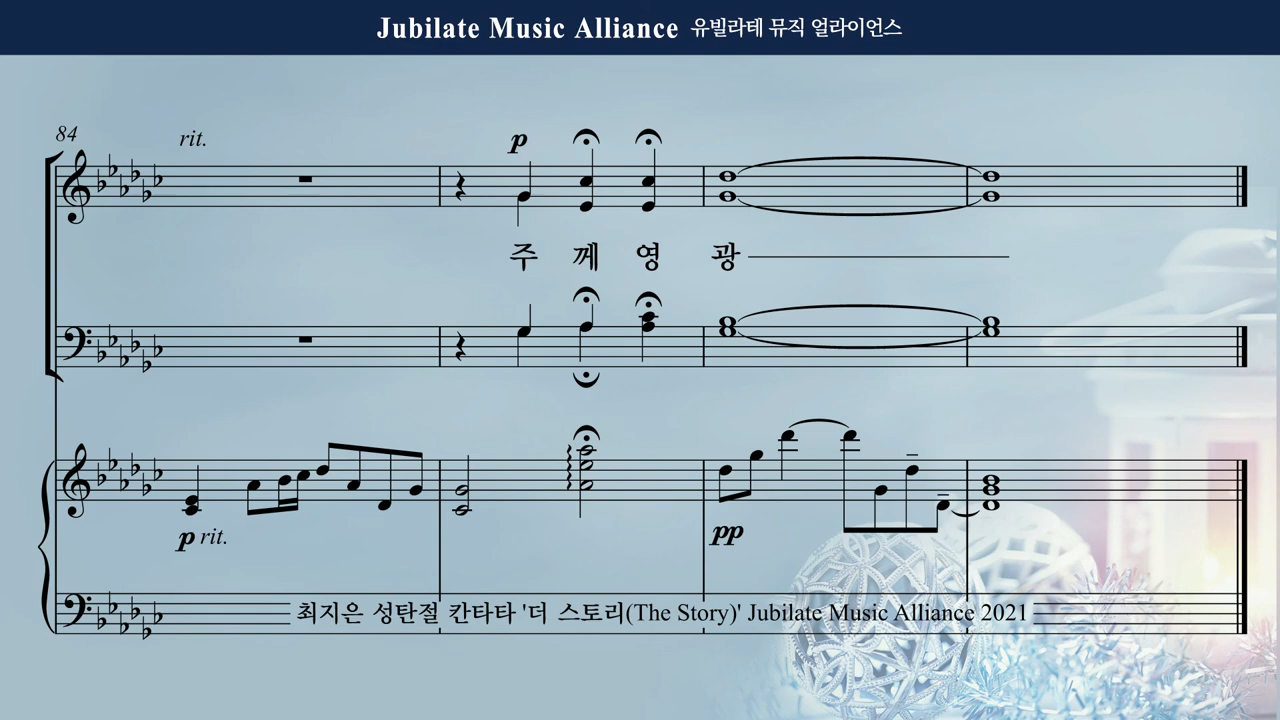 Jubilate Music Alliance 유빌라테 뮤직 얼라이언스
84
rit.
p
주 께 영 광
p rit.
pp
최지은 성탄절 칸타타 '더 스토리(The Story)' Jubilate Music Alliance 2021